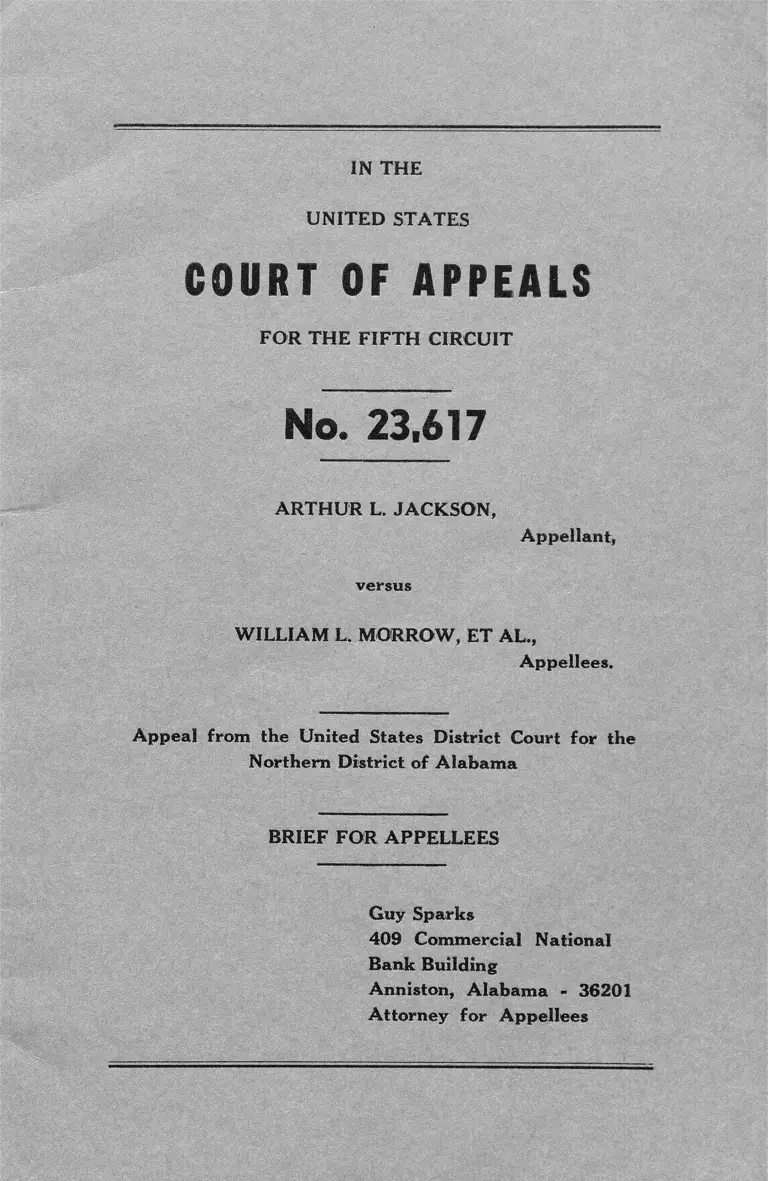 IN THE
UNITED STATES
COURT OF APPEALS
FOR THE FIFTH CIRCUIT
No. 23,617
ARTHUR L. JACKSON,
Appellant,
versus
WILLIAM L. MORROW, ET AL.,
Appellees.
Appeal from the United States District Court for the
Northern District of Alabama
BRIEF FOR APPELLEES
Guy Sparks
409 Commercial National
Bank Building
Anniston, Alabama - 36201
Attorney for Appellees